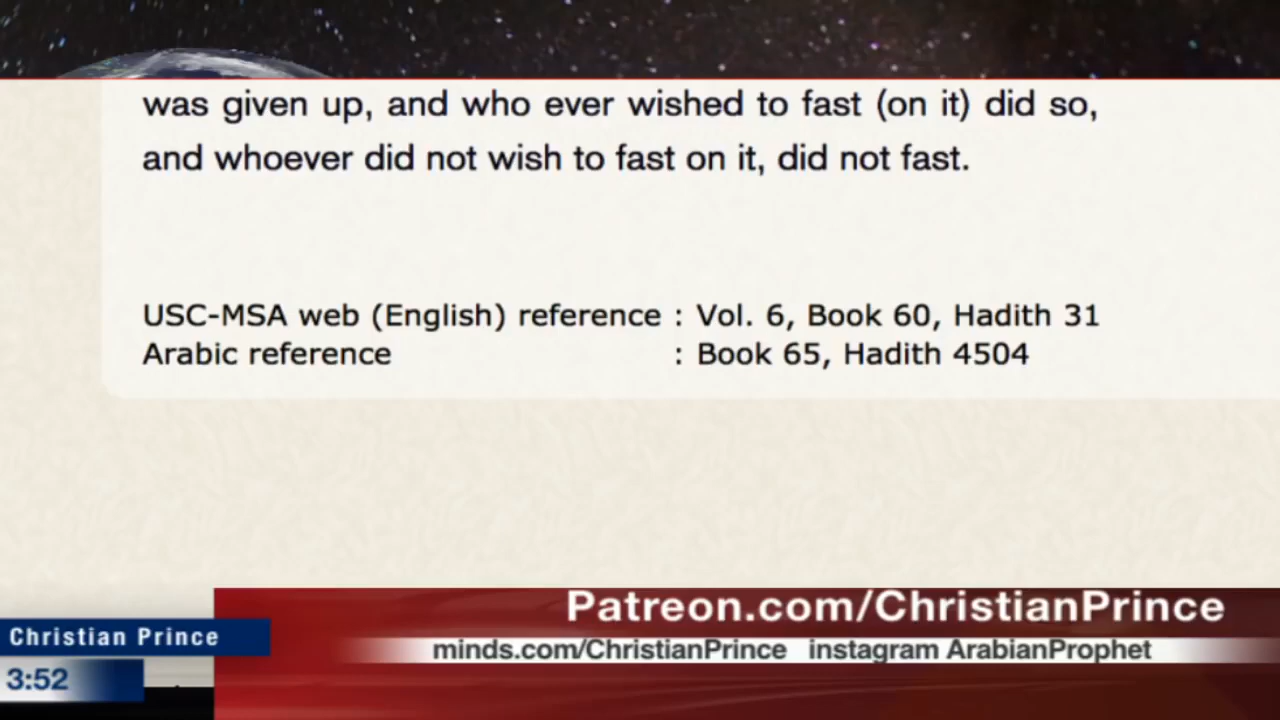 was given up, and who ever wished to fast (on it) did so,
and whoever did not wish to fast on it, did not fast.
USC-MSA web (English) reference : Vol. 6, Book 60, Hadith 31
Arabic reference : Book 65, Hadith 4504
Patreon.com/ChristianPrince
Christian Prince
minds.com/ChristianPrince instagram ArabianProphet
3:52